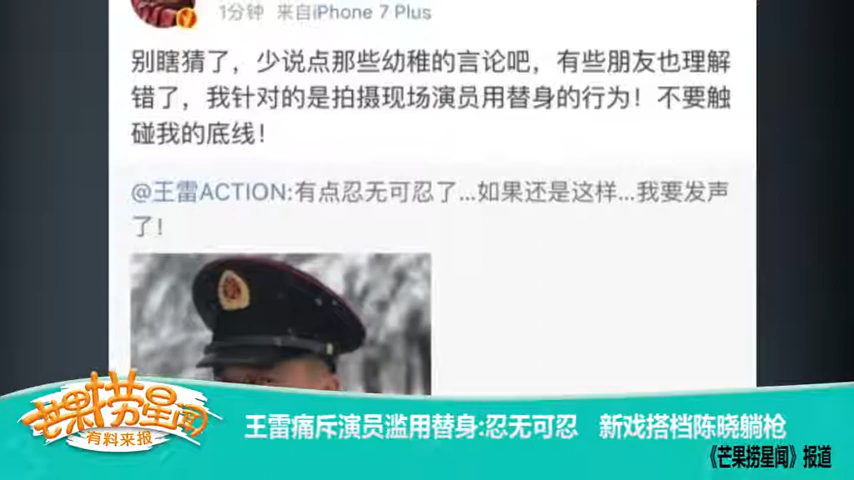 1分钟 来自iPhone 7 Plus
别瞎猜了，少说点那些幼稚的言论吧，有些朋友也理解
错了，我针对的是拍摄现场演员用替身的行为！不要触
碰我的底线！
@王雷ACTION:有点忍无可忍了...如果还是这样...我要发声
了！
芒果捞星闻
有料来报
王雷痛斥演员滥用替身:忍无可忍 新戏搭档陈晓躺枪
《芒果捞星闻》报道